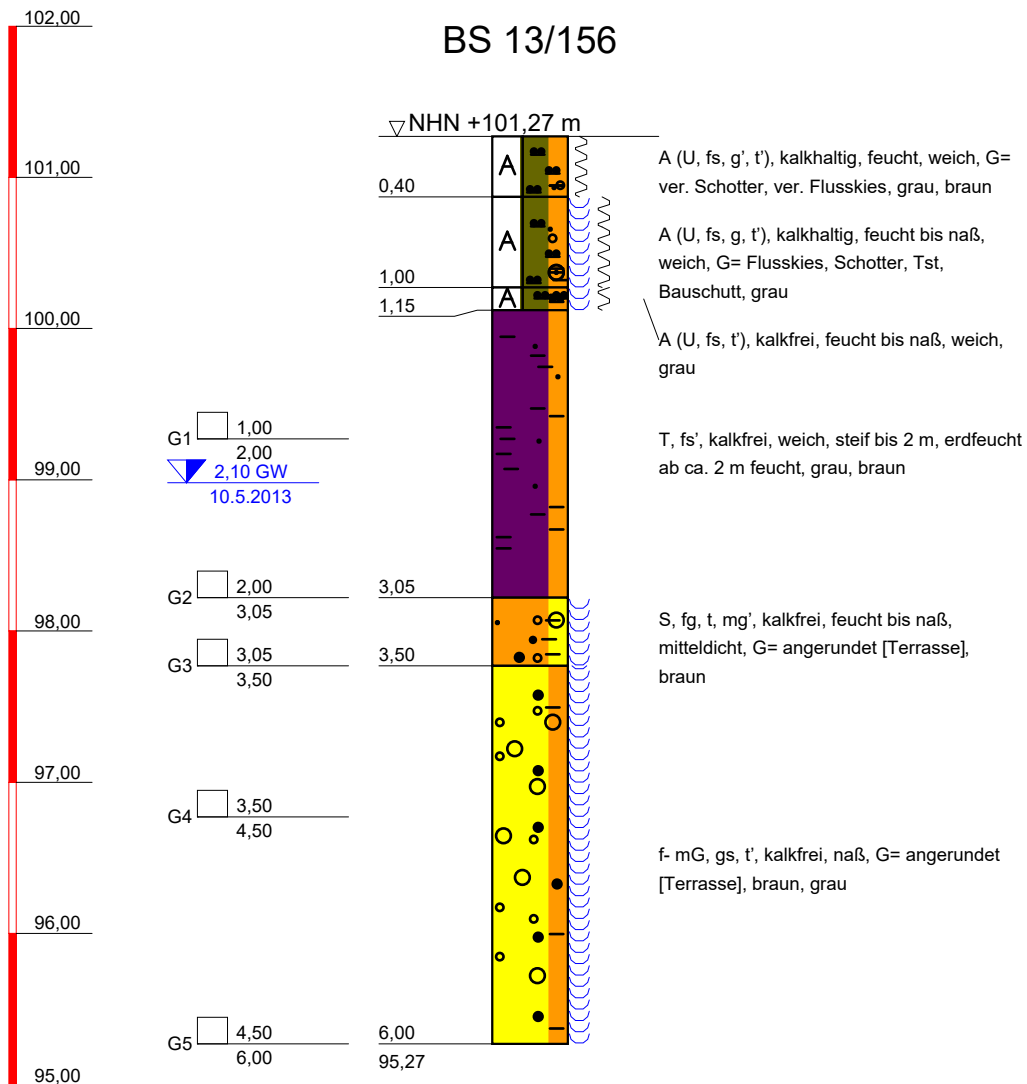 102,00
BS 13/156
NHN +101,27 m
101,00
0,40
A
A (U, fs, g', t'), kalkhaltig, feucht, weich, G=
ver. Schotter, ver. Flusskies, grau, braun
A
A (U, fs, g, t'), kalkhaltig, feucht bis naß,
weich, G= Flusskies, Schotter, Tst,
Bauschutt, grau
1,00
A
1,15
100,00
A (U, fs, t'), kalkfrei, feucht bis naß, weich,
grau
G1
1,00
2,00
T, fs', kalkfrei, weich, steif bis 2 m, erdfeucht
ab ca. 2 m feucht, grau, braun
99,00
2,10 GW
10.5.2013
G2
2,00
3,05
3,05
98,00
S, fg, t, mg', kalkfrei, feucht bis naß,
mitteldicht, G= angerundet [Terrasse],
braun
G3
3,05
3,50
3,50
97,00
G4
3,50
4,50
f- mG, gs, t', kalkfrei, naß, G= angerundet
[Terrasse], braun, grau
96,00
G5
4,50
6,00
6,00
95,27
95,00